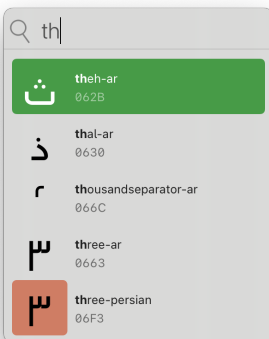 th
ث theh-ar
062B
ذ thal-ar
0630
٬ thousandseparator-ar
066C
٣ three-ar
0663
۳ three-persian
06F3